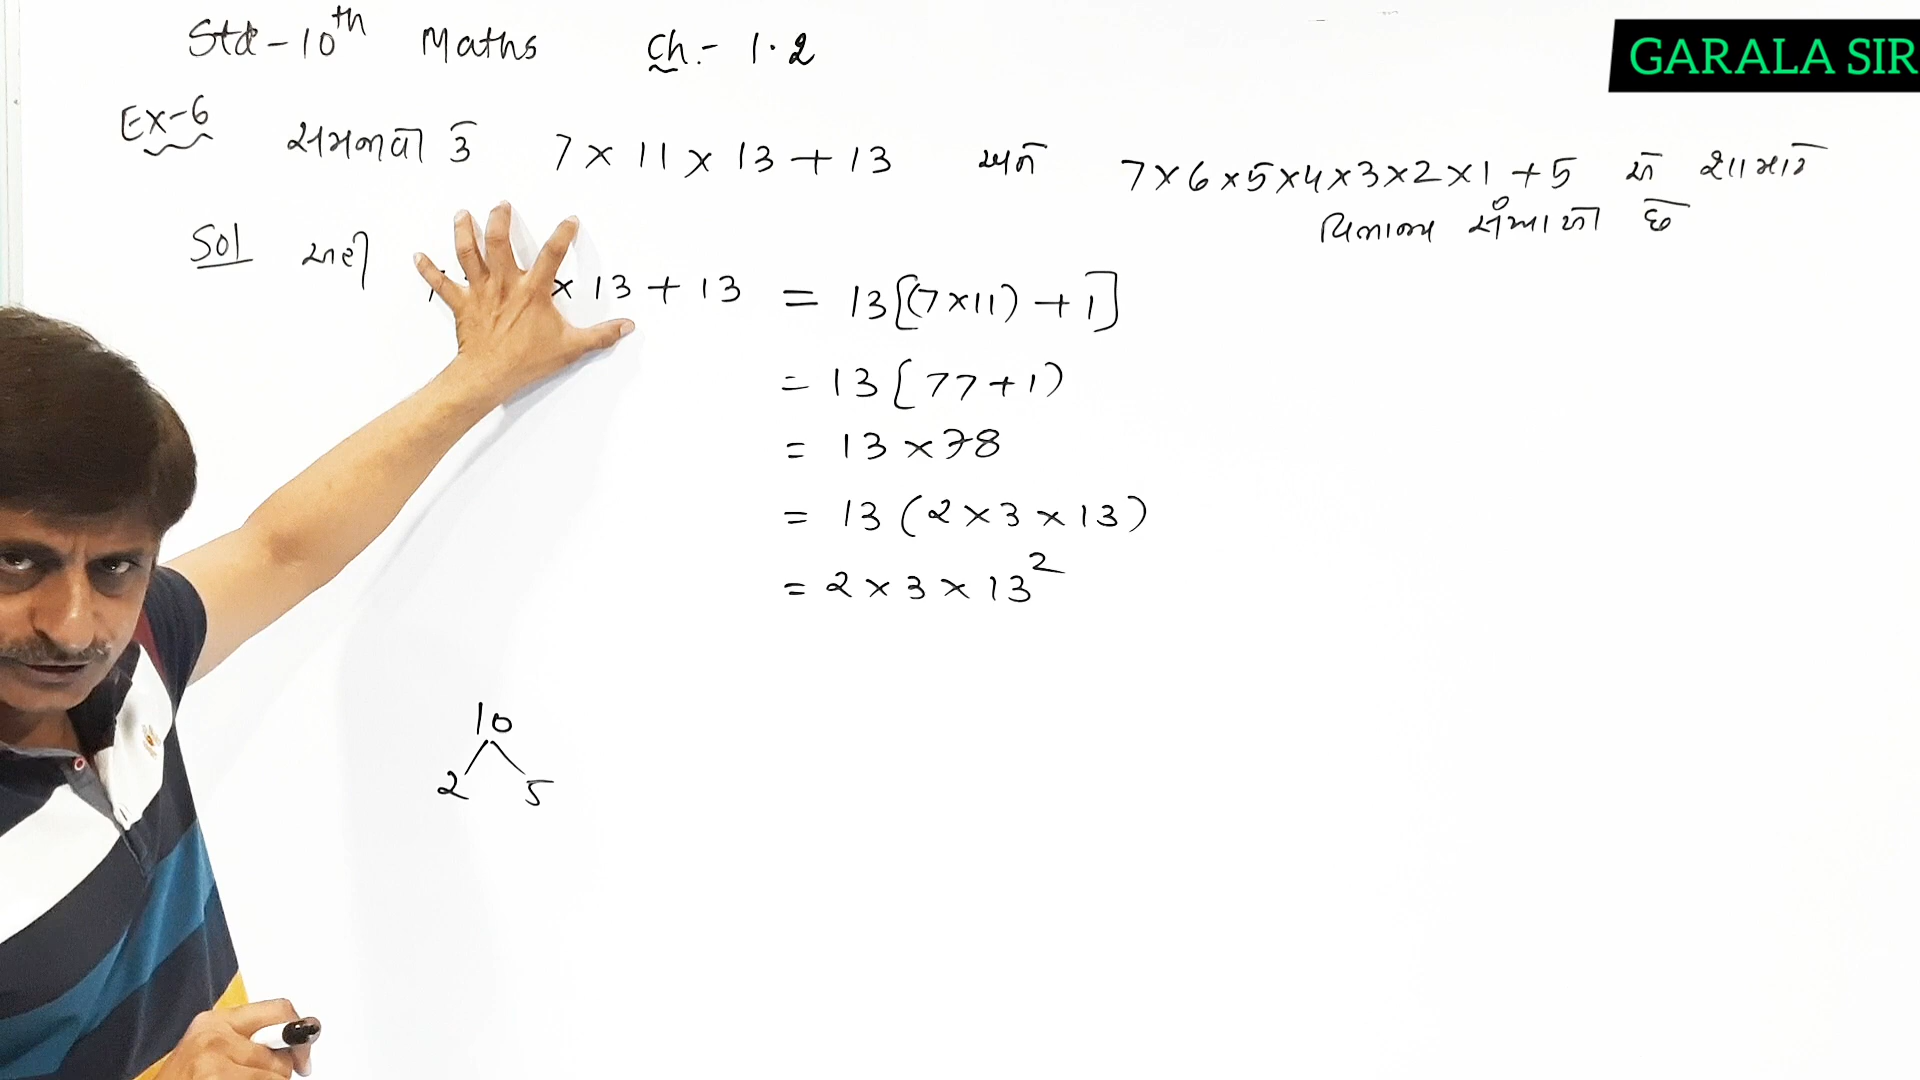 Std-10th Maths Ch.- 1.2
GARALA SIR
Ex-6 સમજાવો કે 7 × 11 × 13 + 13 અને 7×6×5×4×3×2×1+5 એ શા માટે
વિભાજ્ય સંખ્યાઓ છે
Sol અહી × 13 + 13 = 13[(7×11) + 1]
= 13[77+1)
= 13 × 78
= 13 (2 × 3 × 13)
= 2 × 3 × 13²
10
2 5